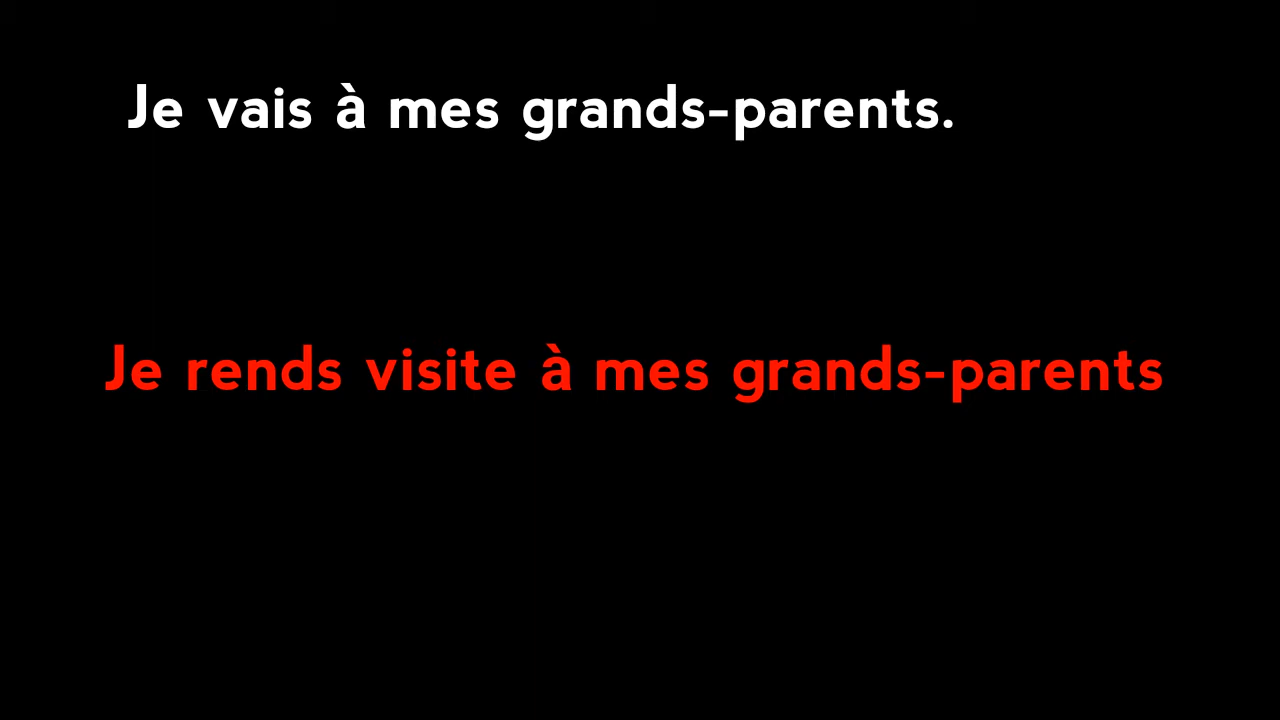 Je vais à mes grands-parents.
Je rends visite à mes grands-parents